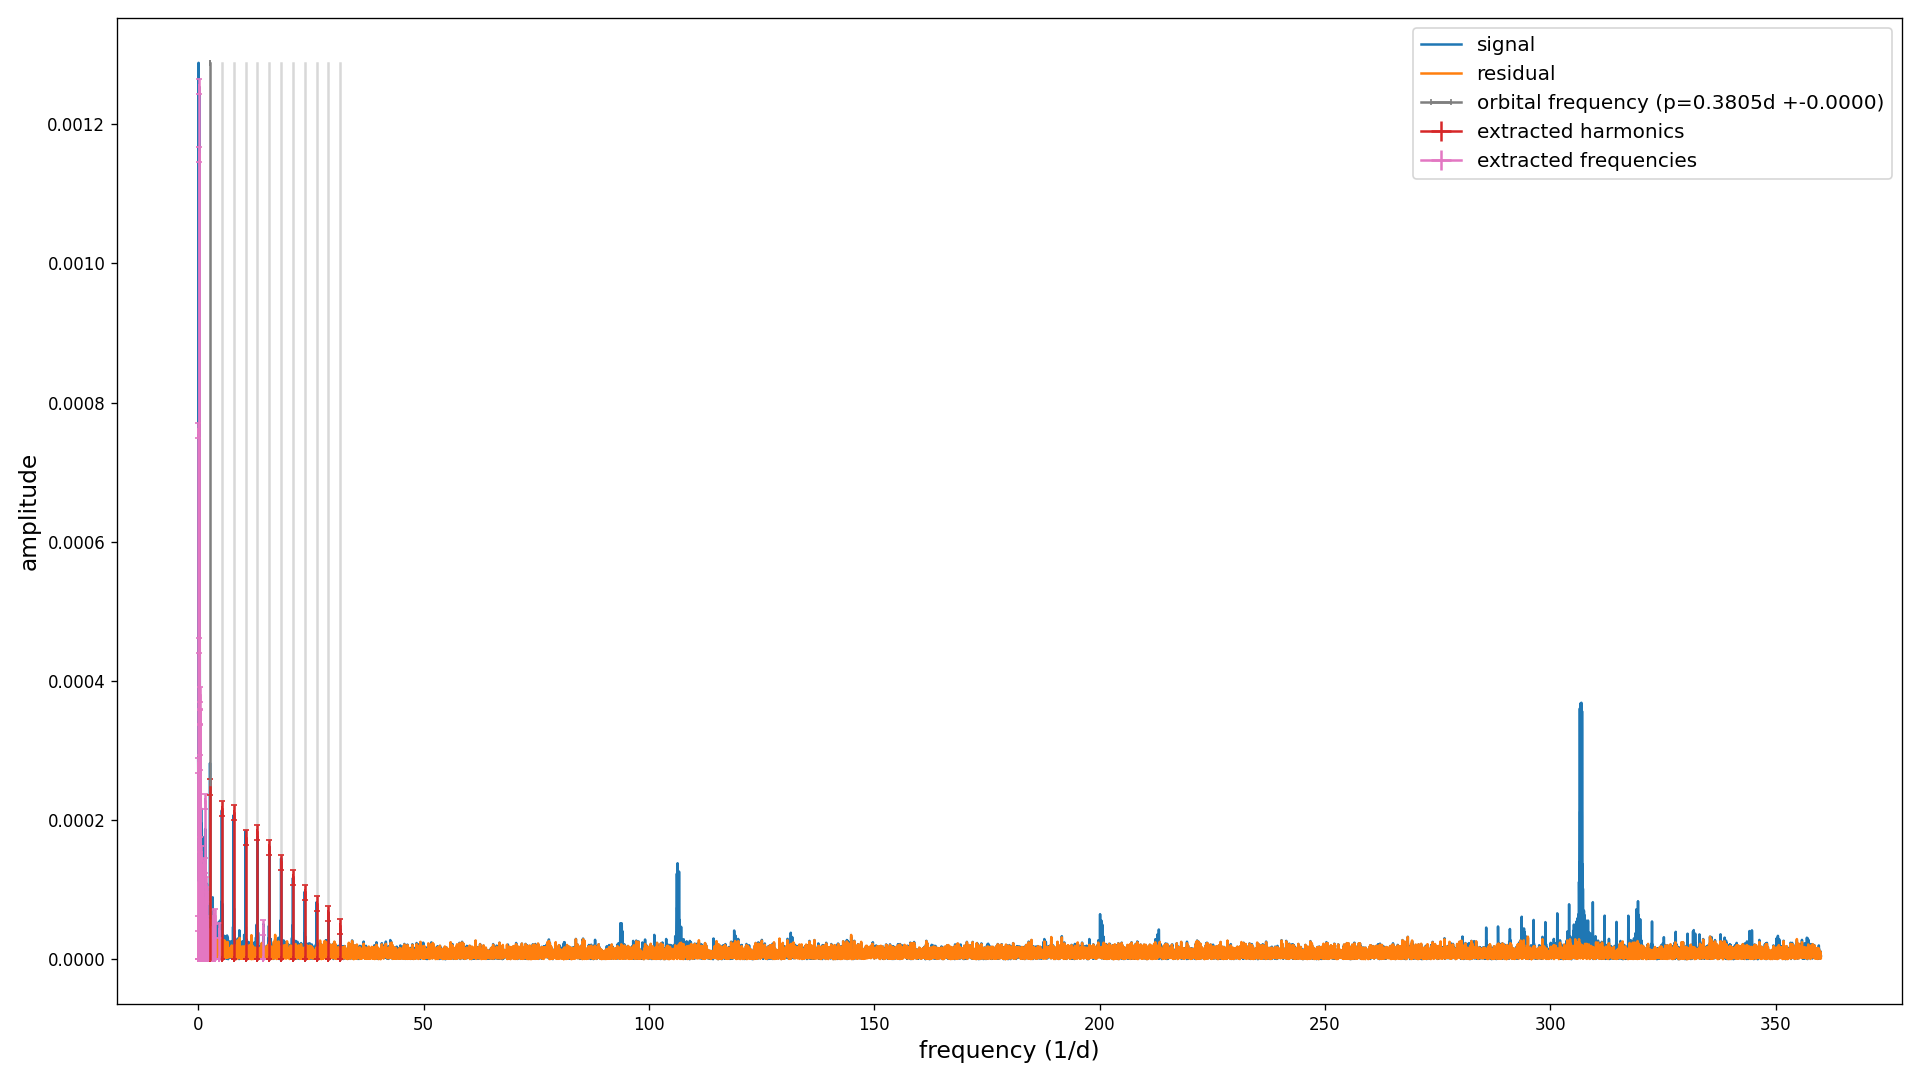 signal
residual
orbital frequency (p=0.3805d +-0.0000)
extracted harmonics
extracted frequencies
amplitude
0.0012
0.0010
0.0008
0.0006
0.0004
0.0002
0.0000
0 50 100 150 200 250 300 350
frequency (1/d)